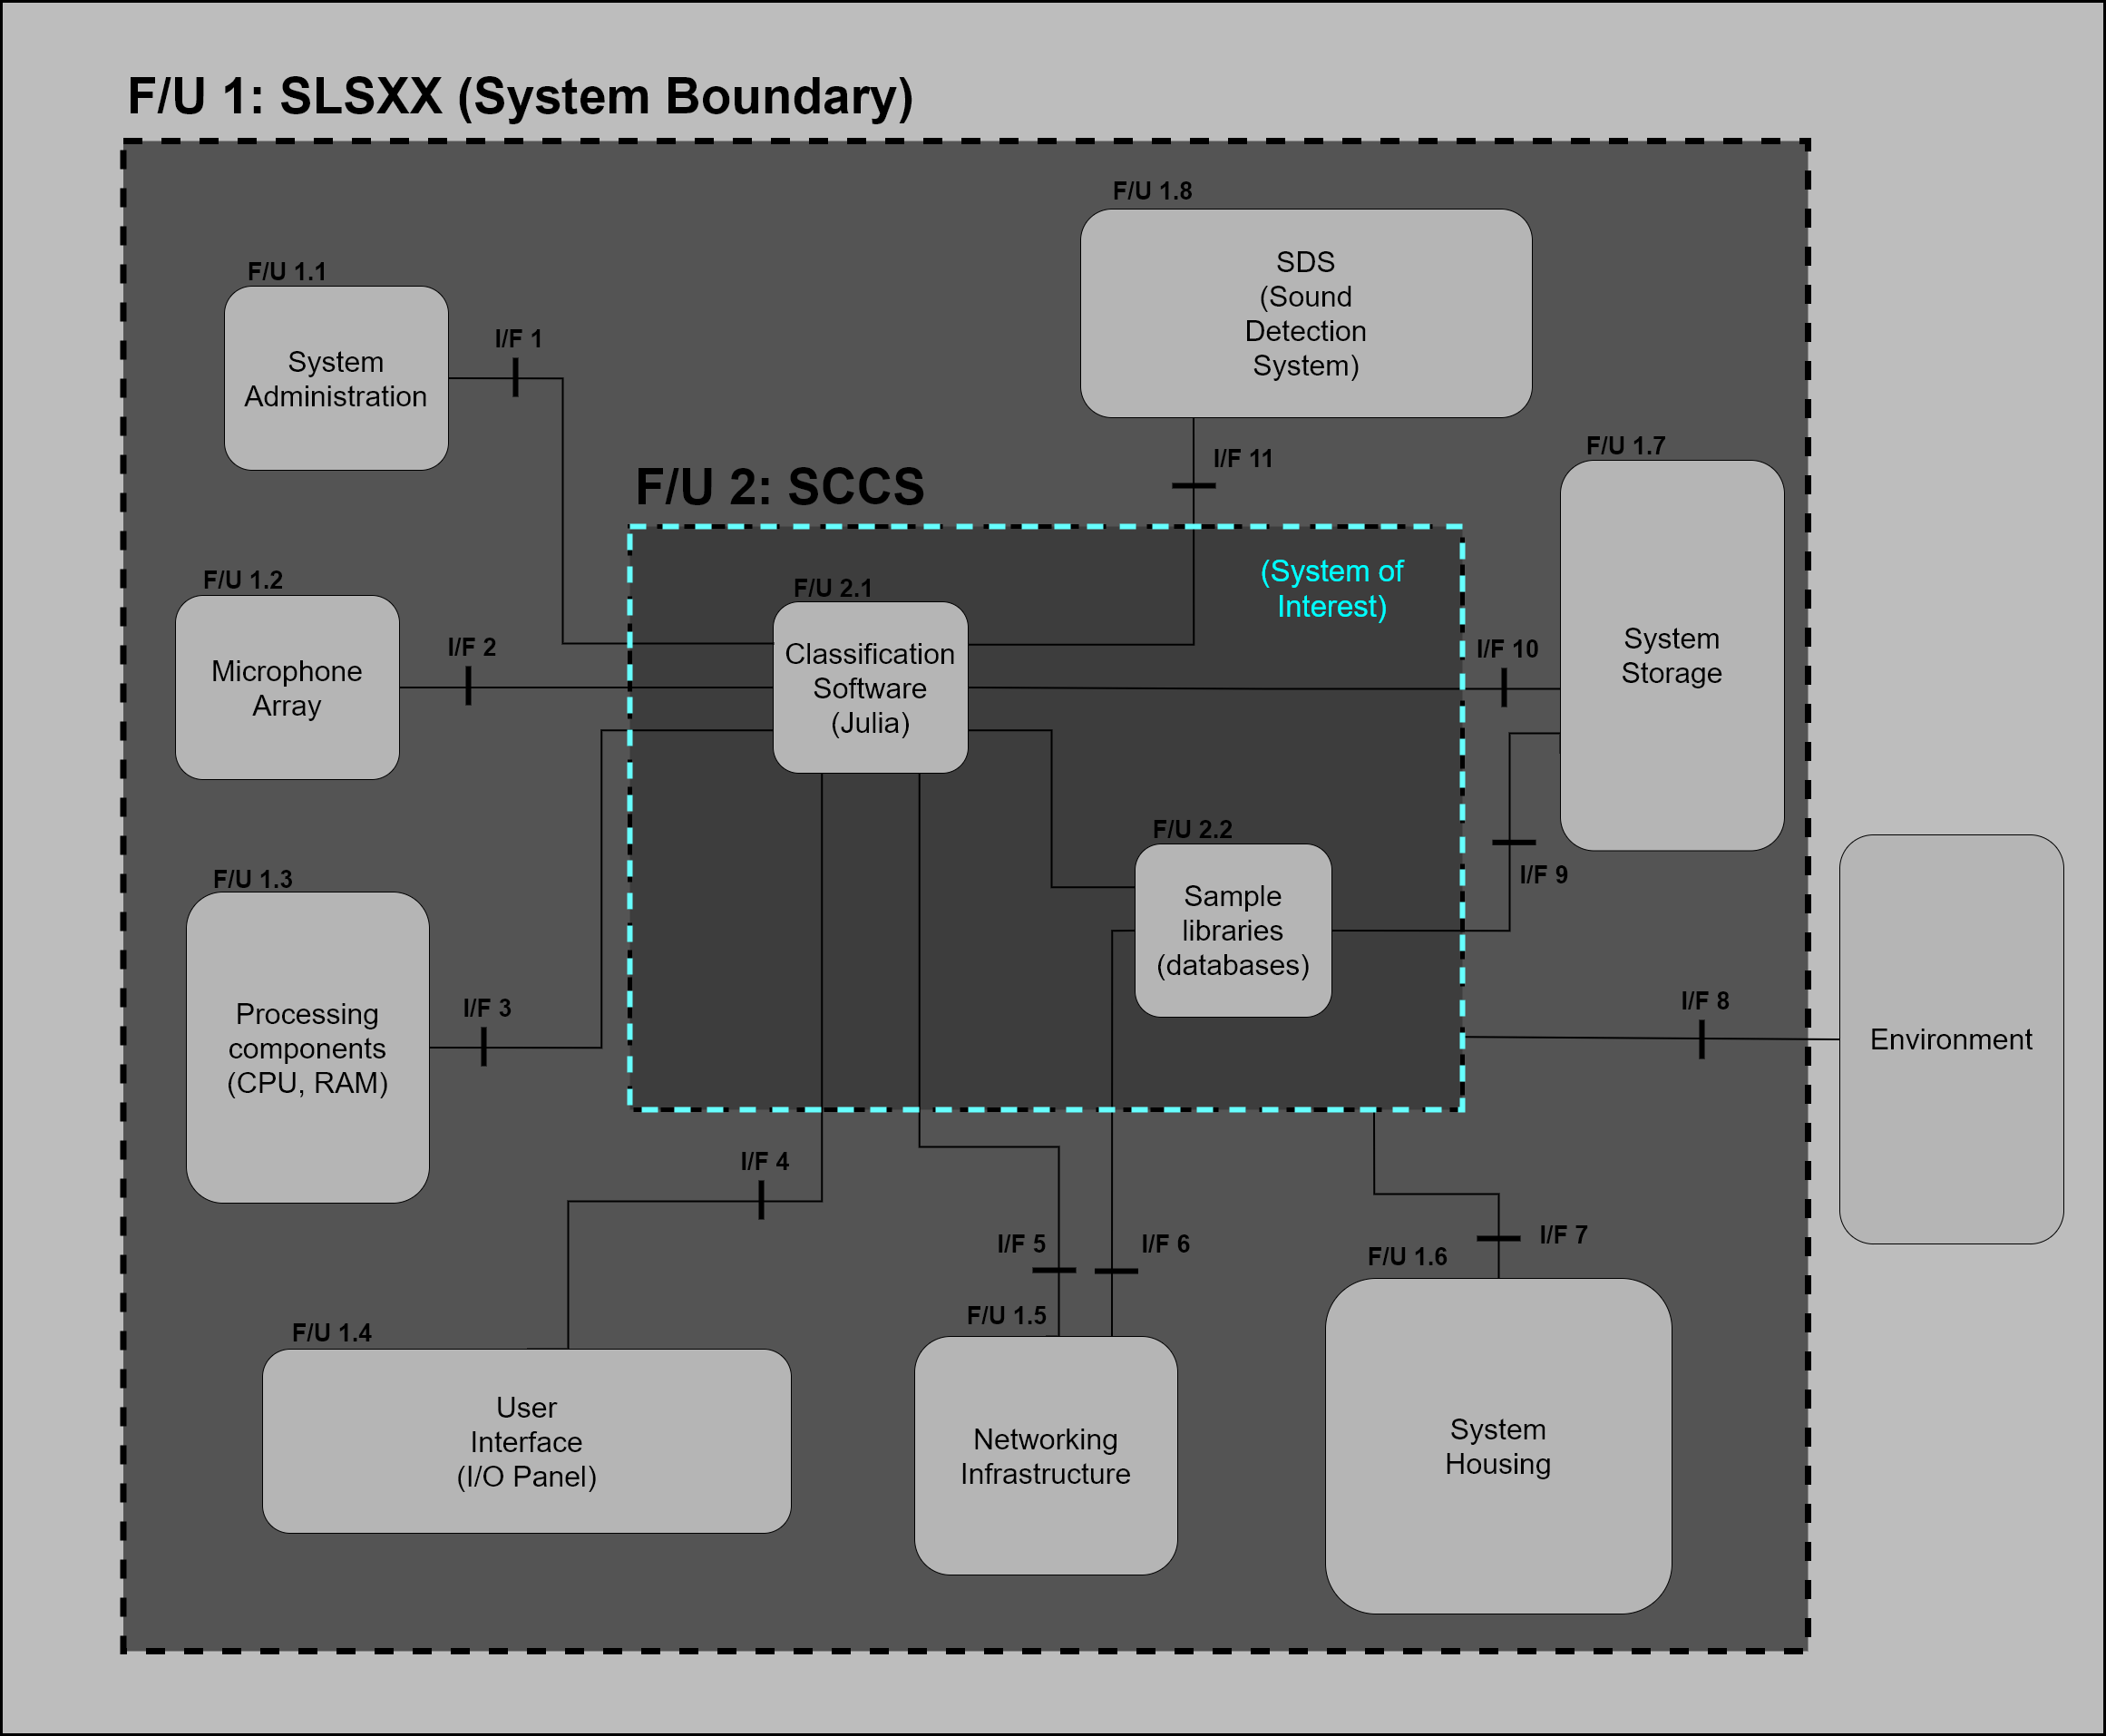 F/U 1: SLSXX (System Boundary)
F/U 1.8
SDS
(Sound
Detection
System)
F/U 1.1
System
Administration
I/F 1
I/F 11
F/U 1.7
System
Storage
F/U 2: SCCS
(System of
Interest)
F/U 1.2
Microphone
Array
I/F 2
F/U 2.1
Classification
Software
(Julia)
I/F 10
F/U 2.2
Sample
libraries
(databases)
I/F 9
F/U 1.3
Processing
components
(CPU, RAM)
I/F 3
I/F 8
Environment
I/F 4
I/F 5
I/F 6
I/F 7
F/U 1.4
User
Interface
(I/O Panel)
F/U 1.5
Networking
Infrastructure
F/U 1.6
System
Housing